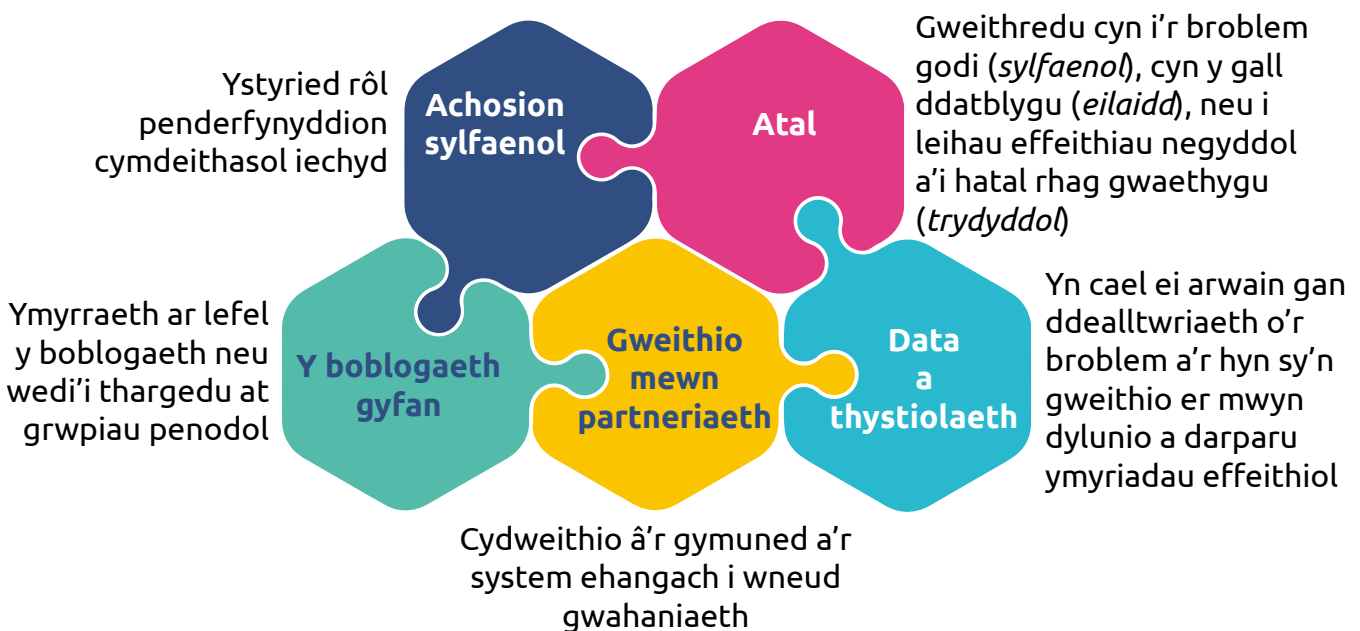 Ystyried rôl
penderfynyddion
cymdeithasol iechyd
Achosion
sylfaenol
Atal
Gweithredu cyn i’r broblem
godi (sylfaenol), cyn y gall
ddatblygu (eilaidd), neu i
leihau effeithiau negyddol
a'i hatal rhag gwaethygu
(trydyddol)
Ymyrraeth ar lefel
y boblogaeth neu
wedi’i thargedu at
grwpiau penodol
Y boblogaeth
gyfan
Gweithio
mewn
partneriaeth
Data
a
thystiolaeth
Yn cael ei arwain gan
ddealltwriaeth o’r
broblem a’r hyn sy’n
gweithio er mwyn
dylunio a darparu
ymyriadau effeithiol
Cydweithio â’r gymuned a’r
system ehangach i wneud
gwahaniaeth